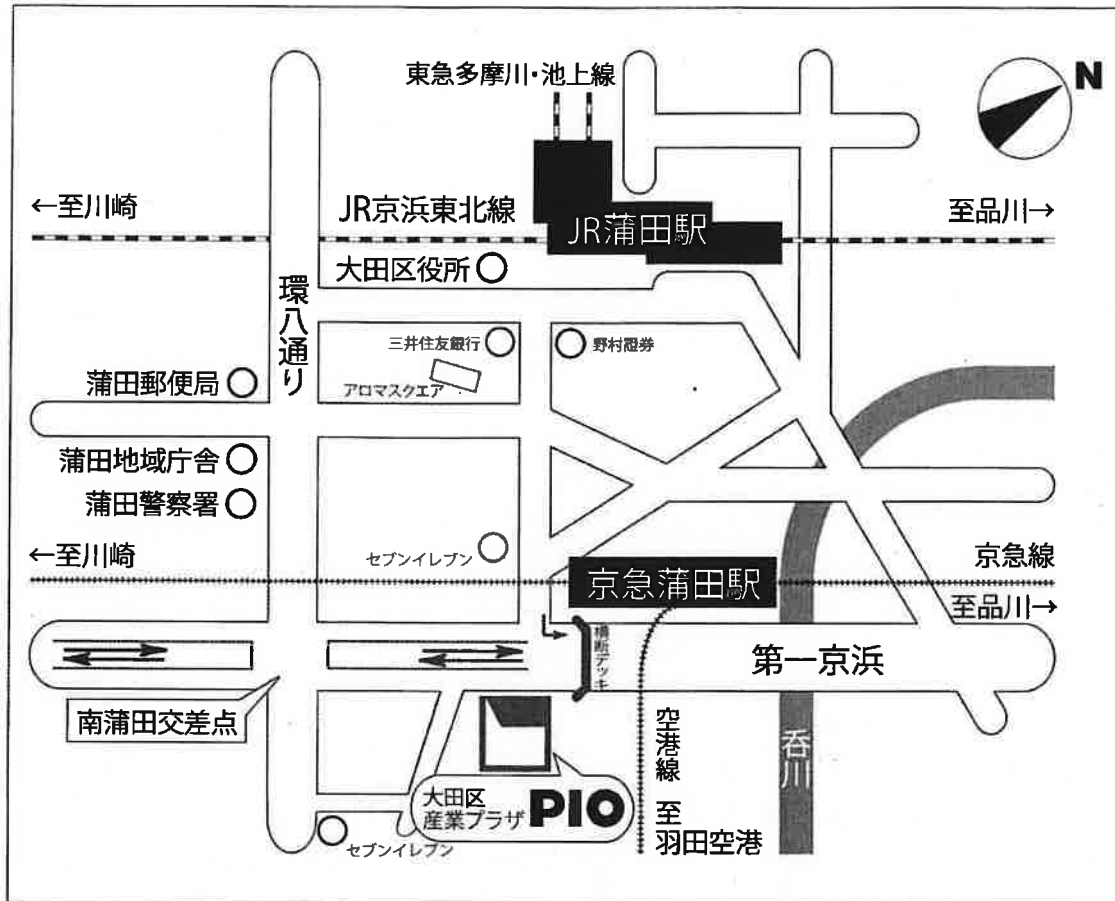 東急多摩川・池上線
N
←至川崎
JR京浜東北線
JR蒲田駅
至品川→
大田区役所
環八通り
三井住友銀行
野村證券
アロマスクエア
蒲田郵便局
蒲田地域庁舎
蒲田警察署
←至川崎
セブンイレブン
京急蒲田駅
京急線
至品川→
横断デッキ
第一京浜
南蒲田交差点
空港線 至
羽田空港
呑川
大田区
産業プラザ PIO
セブンイレブン